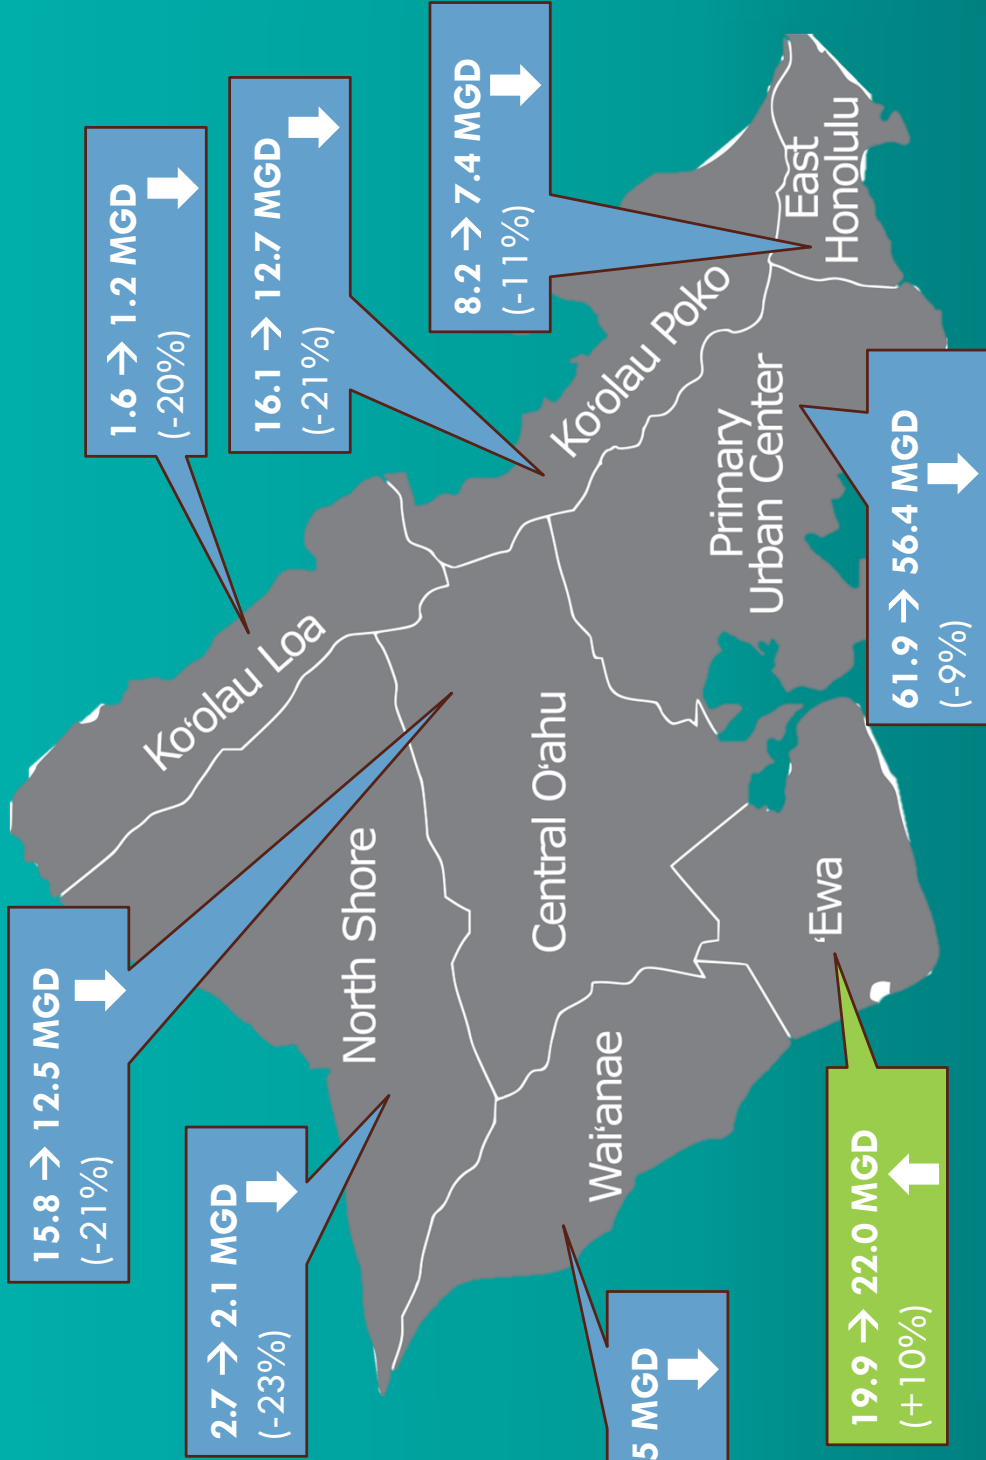 15.8 → 12.5 MGD
(-21%)
1.6 → 1.2 MGD
(-20%)
2.7 → 2.1 MGD
(-23%)
Ko‘olau Loa
16.1 → 12.7 MGD
(-21%)
North Shore
8.2 → 7.4 MGD
(-11%)
Central O‘ahu
Wai‘anae
Ko‘olau Poko
5 MGD
Primary
Urban Center
East
Honolulu
‘Ewa
19.9 → 22.0 MGD
(+10%)
61.9 → 56.4 MGD
(-9%)